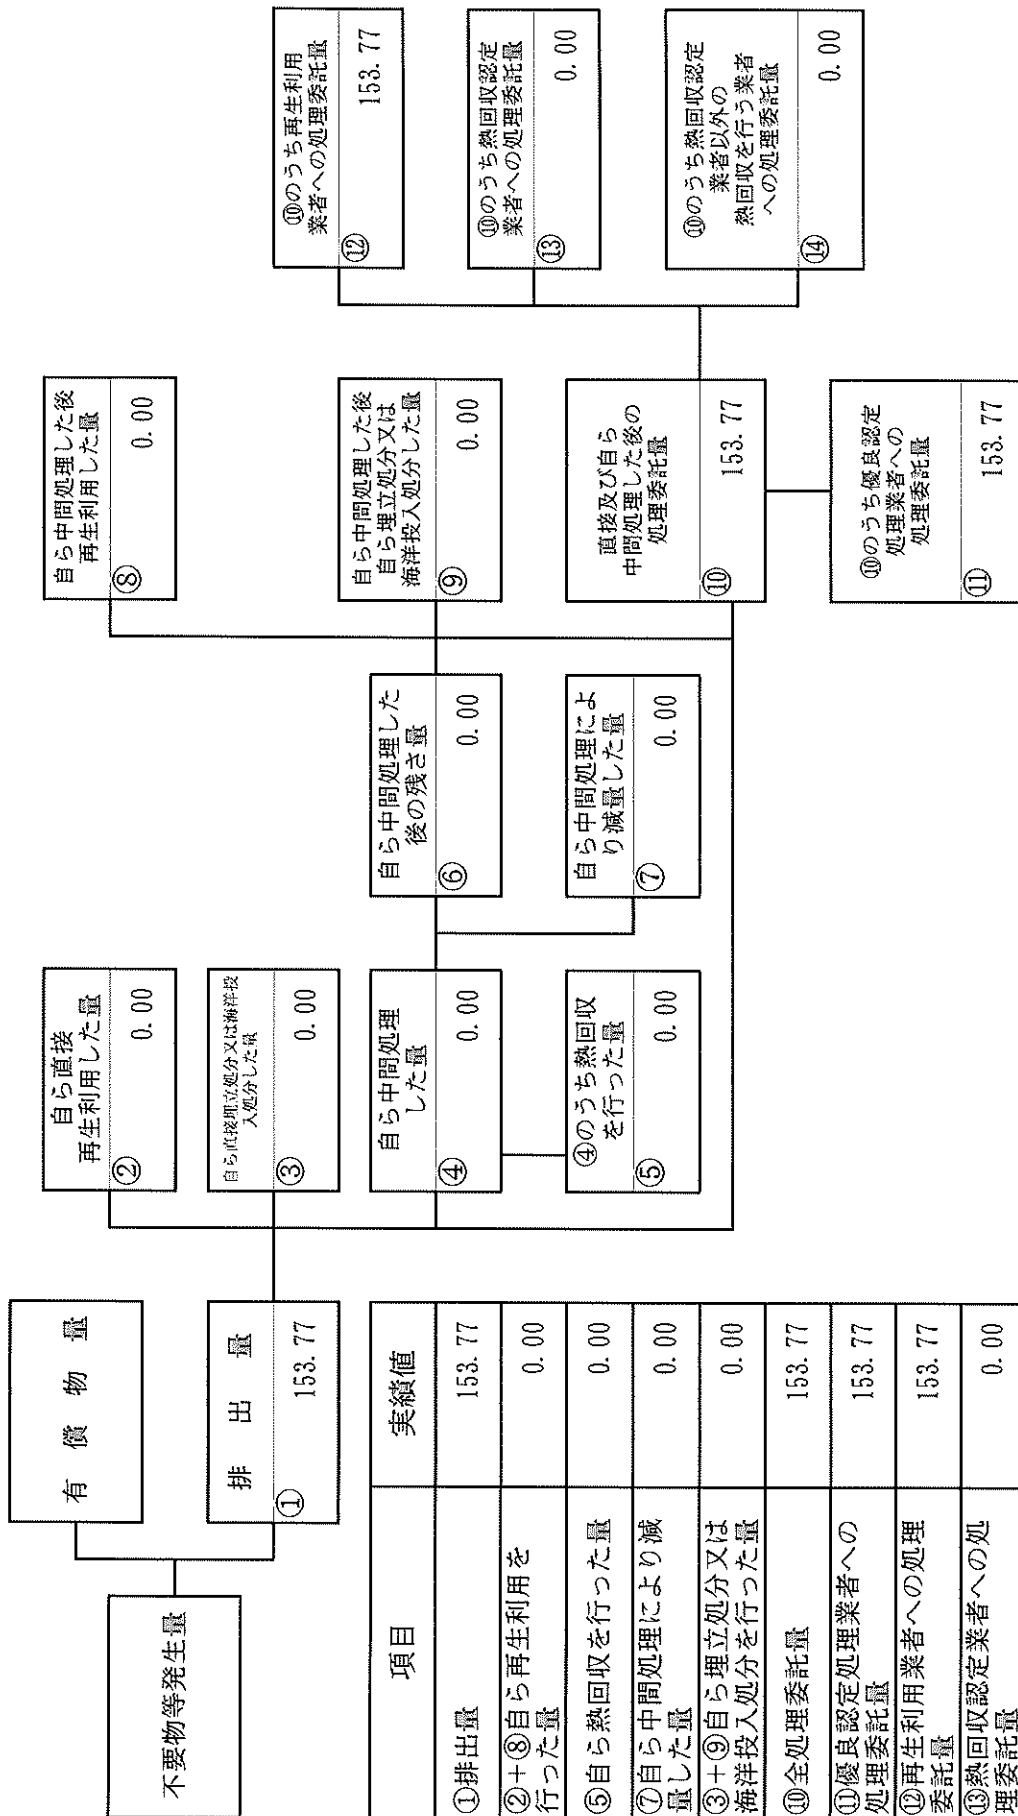 不要物等発生量
有償物量
排出量
①
153.77
自ら直接
再生利用した量
②
0.00
自ら直接埋立処分又は海洋投
入処分した量
③
0.00
自ら中間処理
した量
④
0.00
④のうち熱回収
を行った量
⑤
0.00
自ら中間処理した
後の残さ量
⑥
0.00
自ら中間処理によ
り減量した量
⑦
0.00
自ら中間処理した後
再生利用した量
⑧
0.00
自ら中間処理した後
自ら埋立処分又は
海洋投入処分した量
⑨
0.00
直接及び自ら
中間処理した後の
処理委託量
⑩
153.77
⑩のうち優良認定
処理業者への
処理委託量
⑪
153.77
⑩のうち再生利用
業者への処理委託量
⑫
153.77
⑩のうち熱回収認定
業者への処理委託量
⑬
0.00
⑩のうち熱回収認定
業者以外の
熱回収を行う業者
への処理委託量
⑭
0.00
項目
実績値
①排出量
153.77
②+⑧自ら再生利用を
行った量
0.00
⑤自ら熱回収を行った量
0.00
⑦自ら中間処理により減
量した量
0.00
③+⑨自ら埋立処分又は
海洋投入処分を行った量
0.00
⑩全処理委託量
153.77
⑪優良認定処理業者への
処理委託量
153.77
⑫再生利用業者への処理
委託量
153.77
⑬熱回収認定業者への処
理委託量
0.00